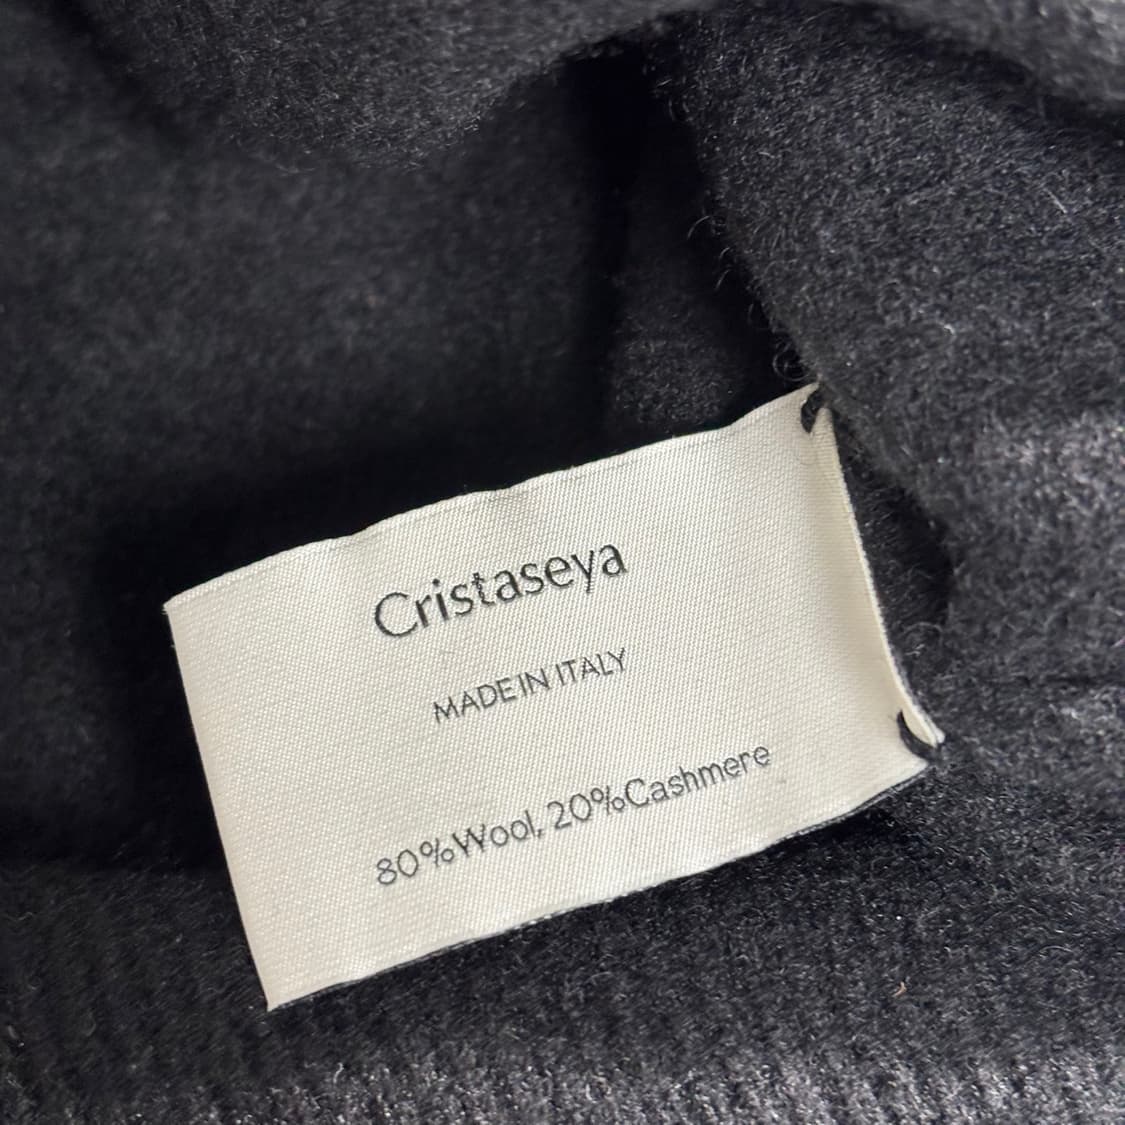 Cristaseya
MADE IN ITALY
80%Wool, 20%Cashmere